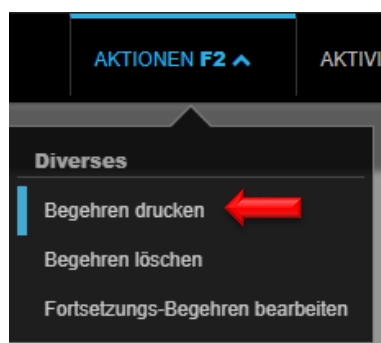 AKTIONEN F2
Diverses
Begehren drucken
Begehren löschen
Fortsetzungs-Begehren bearbeiten